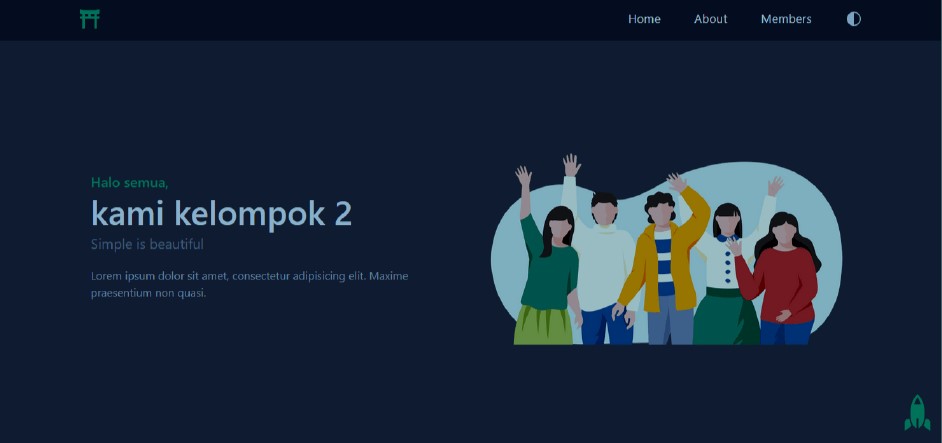 Home About Members
Halo semua,
kami kelompok 2
Simple is beautiful
Lorem ipsum dolor sit amet, consectetur adipisicing elit. Maxime
praesentium non quasi.